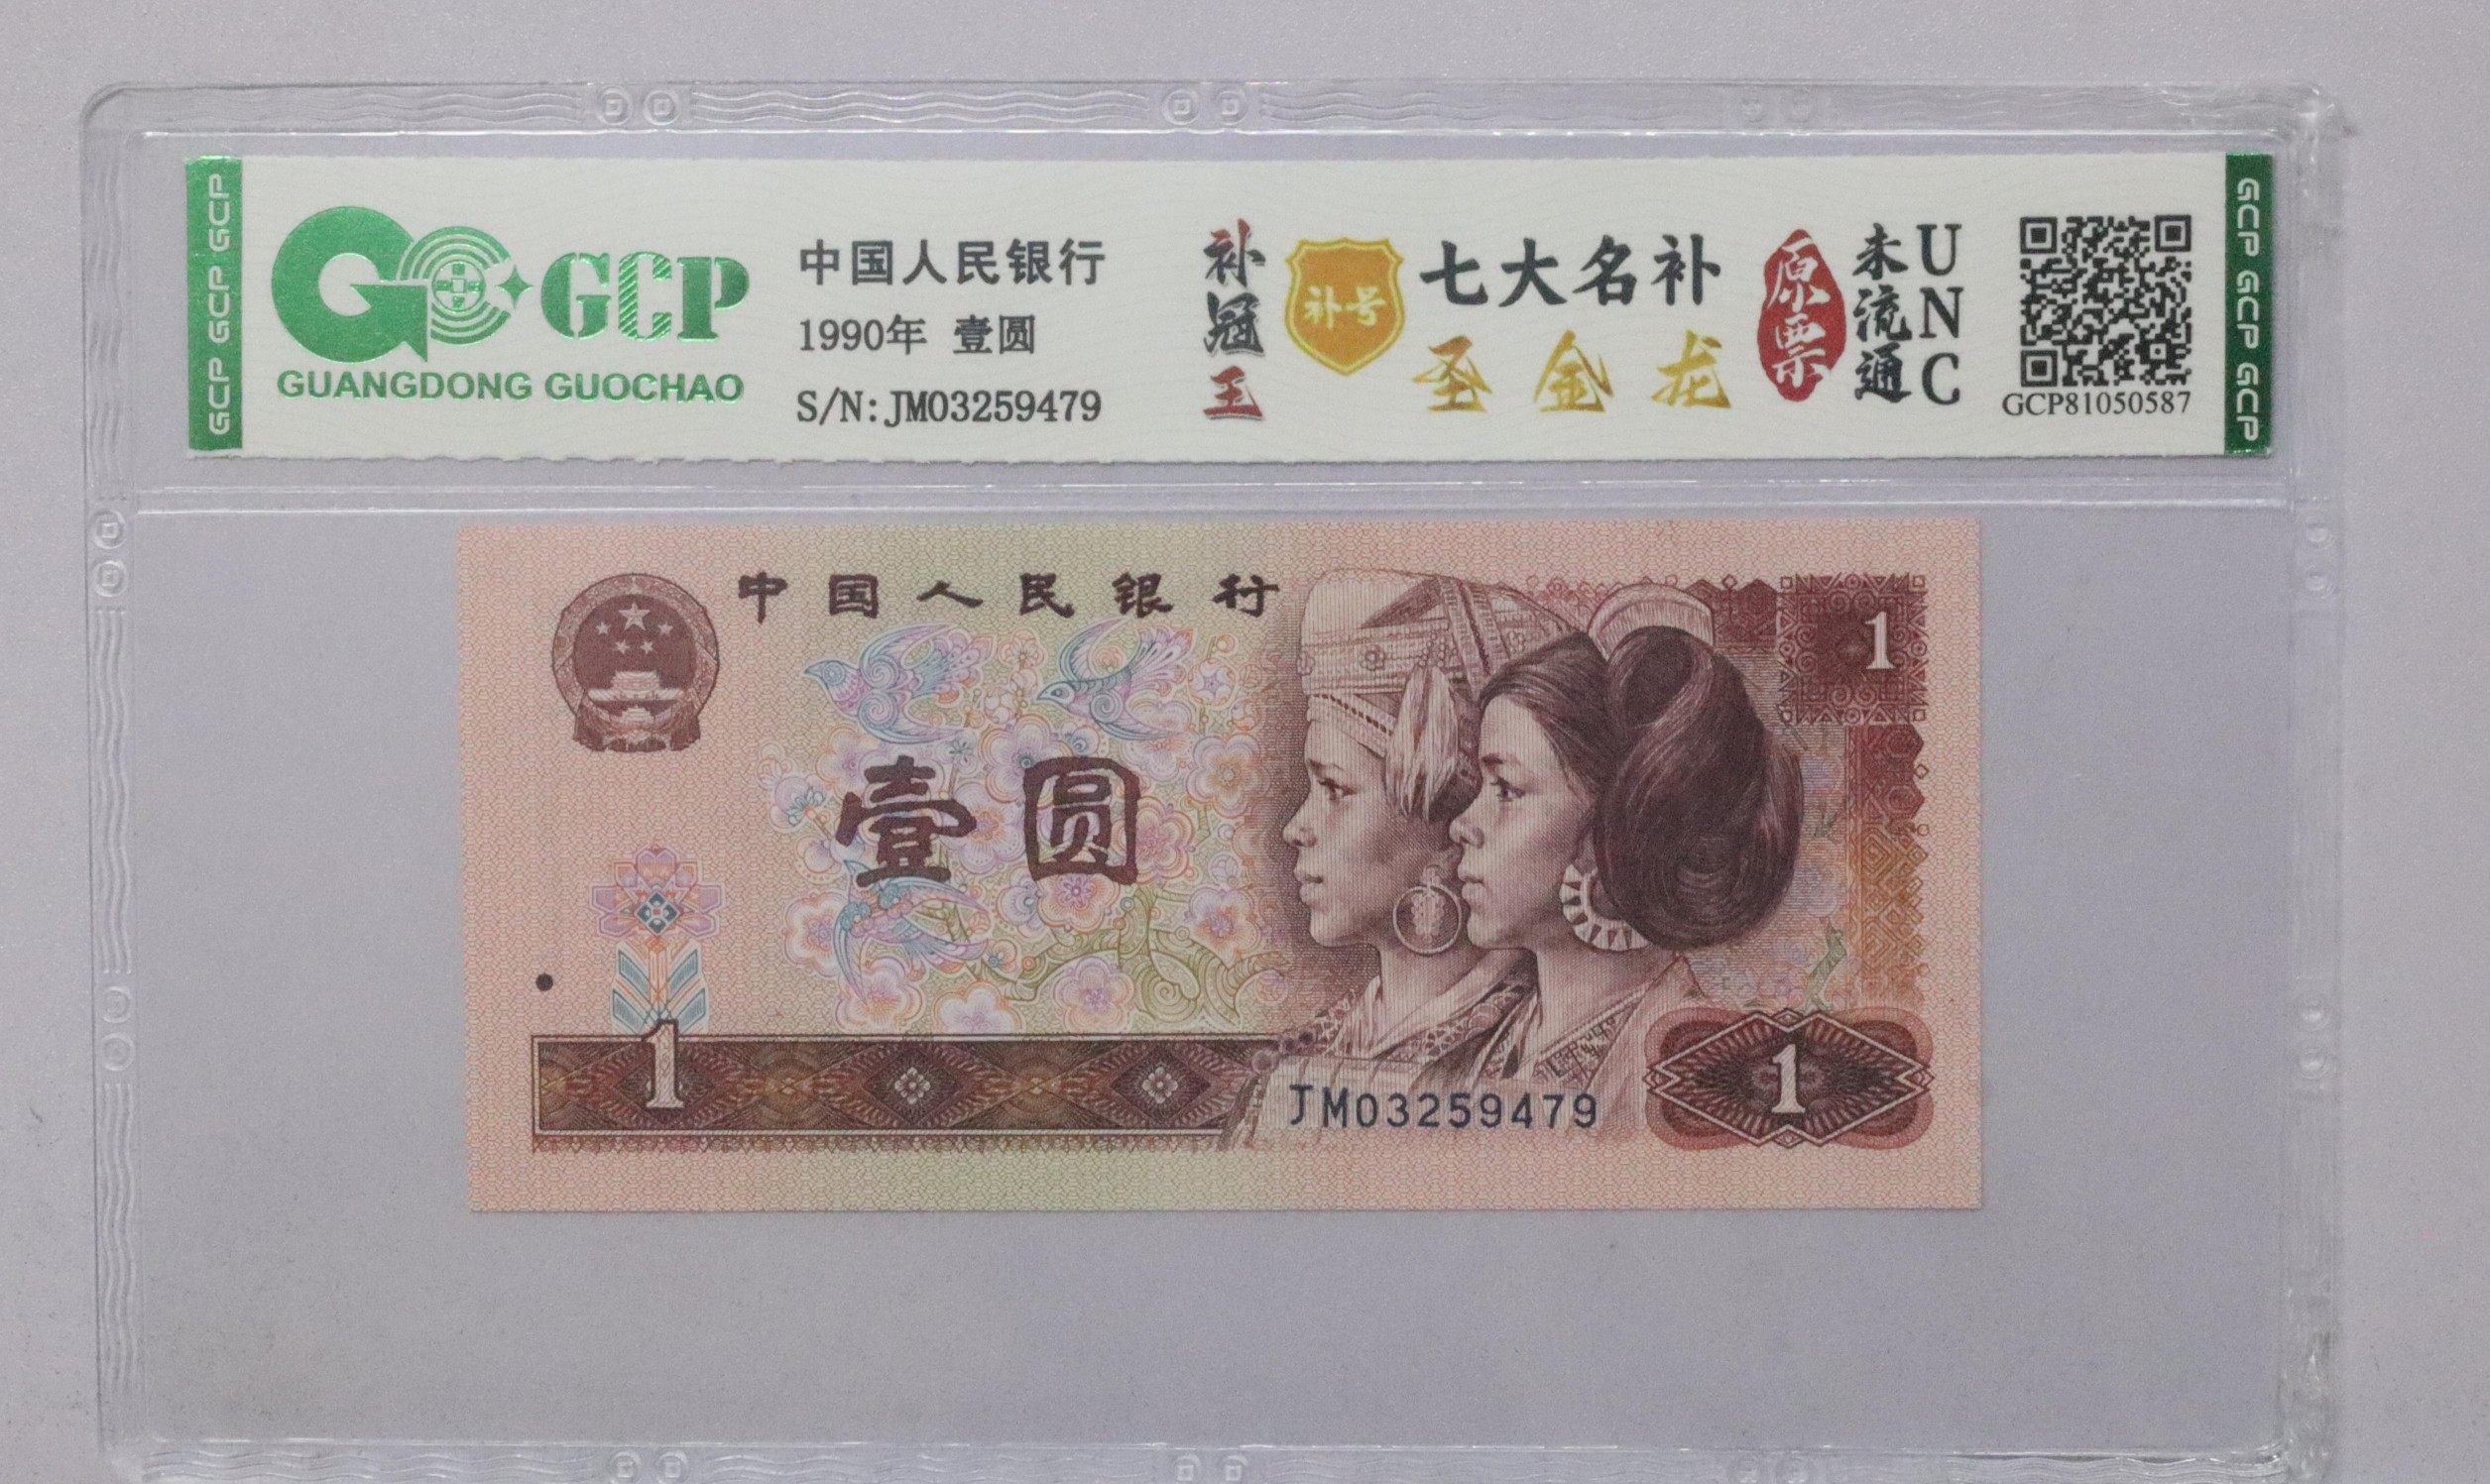 GCP GCP GCP
GCP
GUANGDONG GUOCHAO
中国人民银行
1990年 壹圆
S/N:JM03259479
补冠王
补号
七大名补
圣金龙
原票
未流通
UNC
GCP81050587
GCP GCP GCP
中国人民银行
1
壹圆
1
JM03259479
1